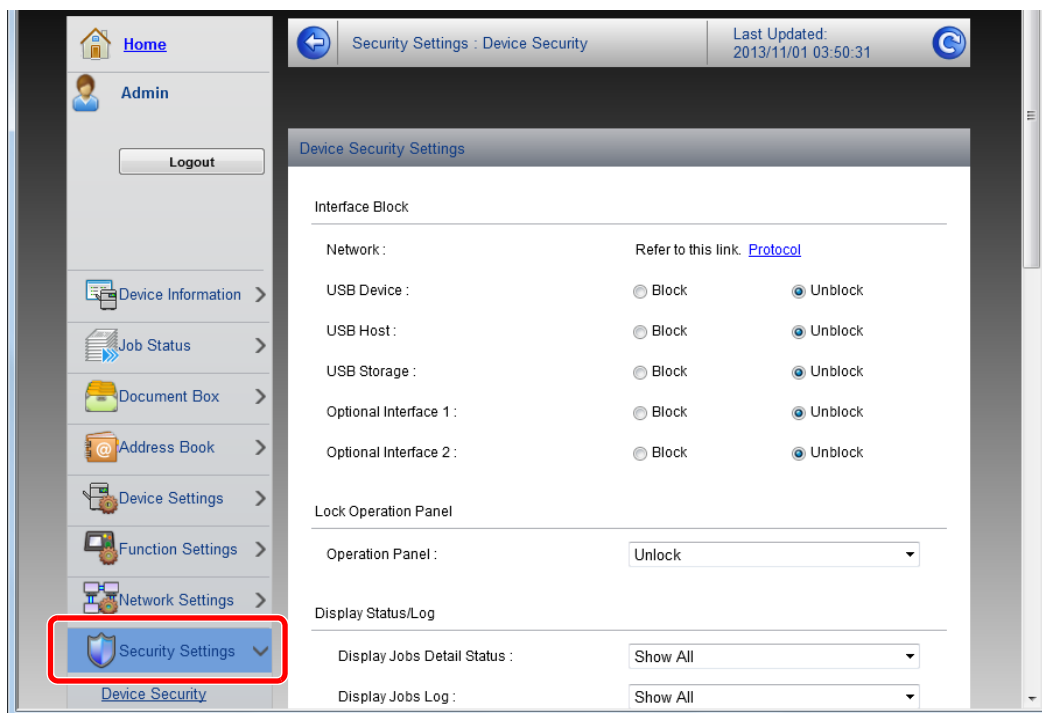 Home
Admin
Logout
Device Information
Job Status
Document Box
Address Book
Device Settings
Function Settings
Network Settings
Security Settings
Device Security
Security Settings : Device Security
Last Updated:
2013/11/01 03:50:31
Device Security Settings
Interface Block
Network : Refer to this link. Protocol
USB Device : Block Unblock
USB Host : Block Unblock
USB Storage : Block Unblock
Optional Interface 1 : Block Unblock
Optional Interface 2 : Block Unblock
Lock Operation Panel
Operation Panel : Unlock
Display Status/Log
Display Jobs Detail Status : Show All
Display Jobs Log : Show All